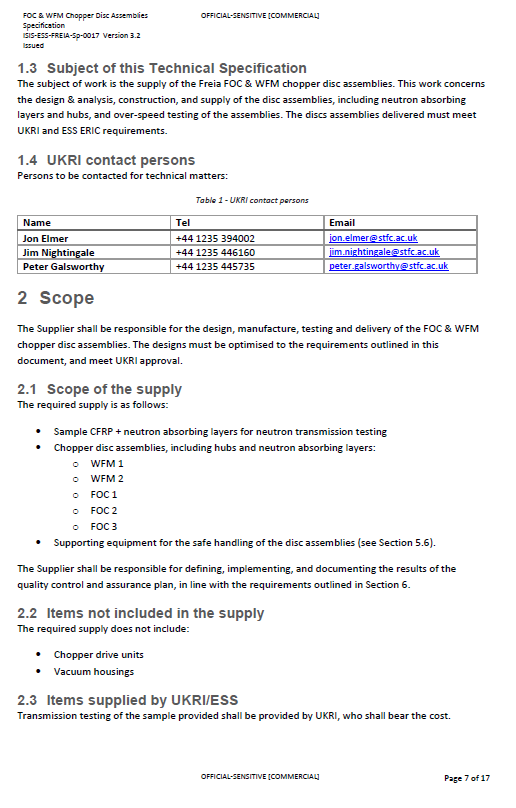 FOC & WFM Chopper Disc Assemblies
OFFICIAL-SENSITIVE [COMMERCIAL]
Specification
ISIS-ESS-FREIA-Sp-0017 Version 3.2
Issued
1.3 Subject of this Technical Specification
The subject of work is the supply of the Freia FOC & WFM chopper disc assemblies. This work concerns
the design & analysis, construction, and supply of the disc assemblies, including neutron absorbing
layers and hubs, and over-speed testing of the assemblies. The discs assemblies delivered must meet
UKRI and ESS ERIC requirements.
1.4 UKRI contact persons
Persons to be contacted for technical matters:
Table 1 - UKRI contact persons
Name Tel Email
Jon Elmer +44 1235 394002 jon.elmer@stfc.ac.uk
Jim Nightingale +44 1235 446160 jim.nightingale@stfc.ac.uk
Peter Galsworthy +44 1235 445735 peter.galsworthy@stfc.ac.uk
2 Scope
The Supplier shall be responsible for the design, manufacture, testing and delivery of the FOC & WFM
chopper disc assemblies. The designs must be optimised to the requirements outlined in this
document, and meet UKRI approval.
2.1 Scope of the supply
The required supply is as follows:
• Sample CFRP + neutron absorbing layers for neutron transmission testing
• Chopper disc assemblies, including hubs and neutron absorbing layers:
o WFM 1
o WFM 2
o FOC 1
o FOC 2
o FOC 3
• Supporting equipment for the safe handling of the disc assemblies (see Section 5.6).
The Supplier shall be responsible for defining, implementing, and documenting the results of the
quality control and assurance plan, in line with the requirements outlined in Section 6.
2.2 Items not included in the supply
The required supply does not include:
• Chopper drive units
• Vacuum housings
2.3 Items supplied by UKRI/ESS
Transmission testing of the sample provided shall be provided by UKRI, who shall bear the cost.
OFFICIAL-SENSITIVE [COMMERCIAL]
Page 7 of 17